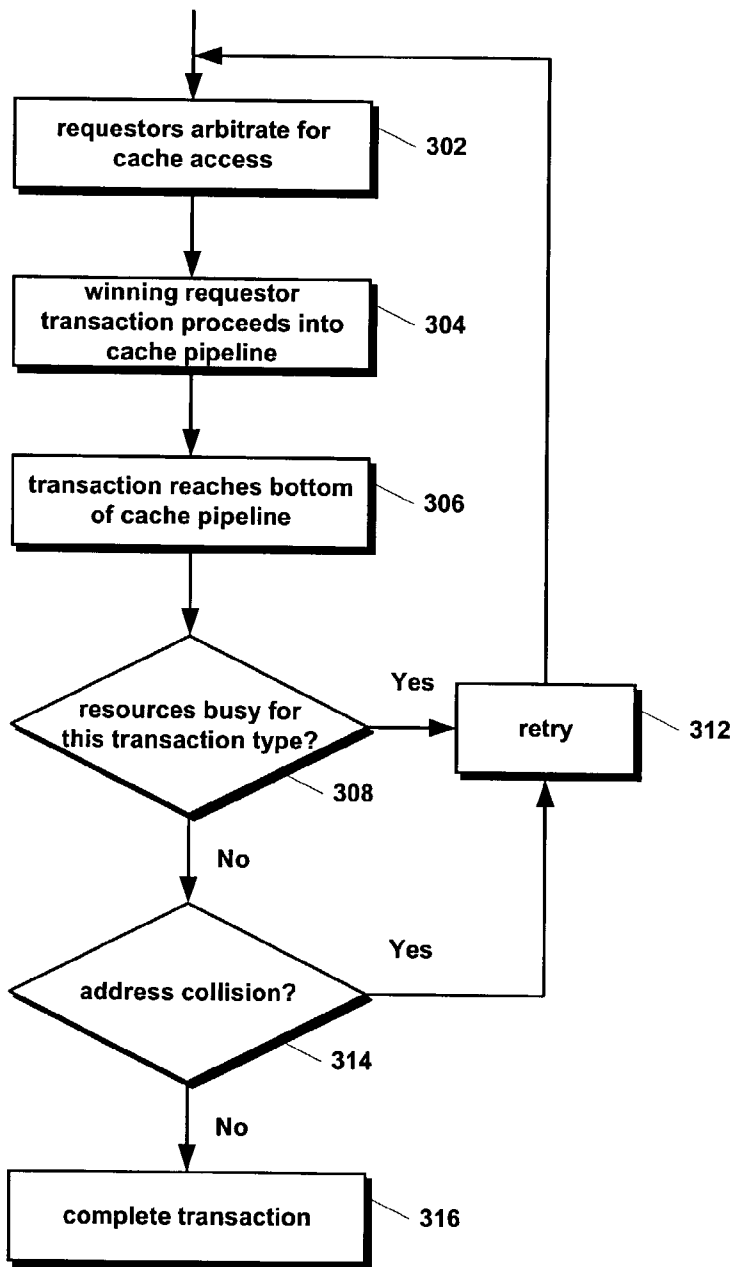 requestors arbitrate for
cache access
302
winning requestor
transaction proceeds into
cache pipeline
304
transaction reaches bottom
of cache pipeline
306
resources busy for
this transaction type?
308
Yes
retry
312
No
address collision?
314
Yes
No
complete transaction
316